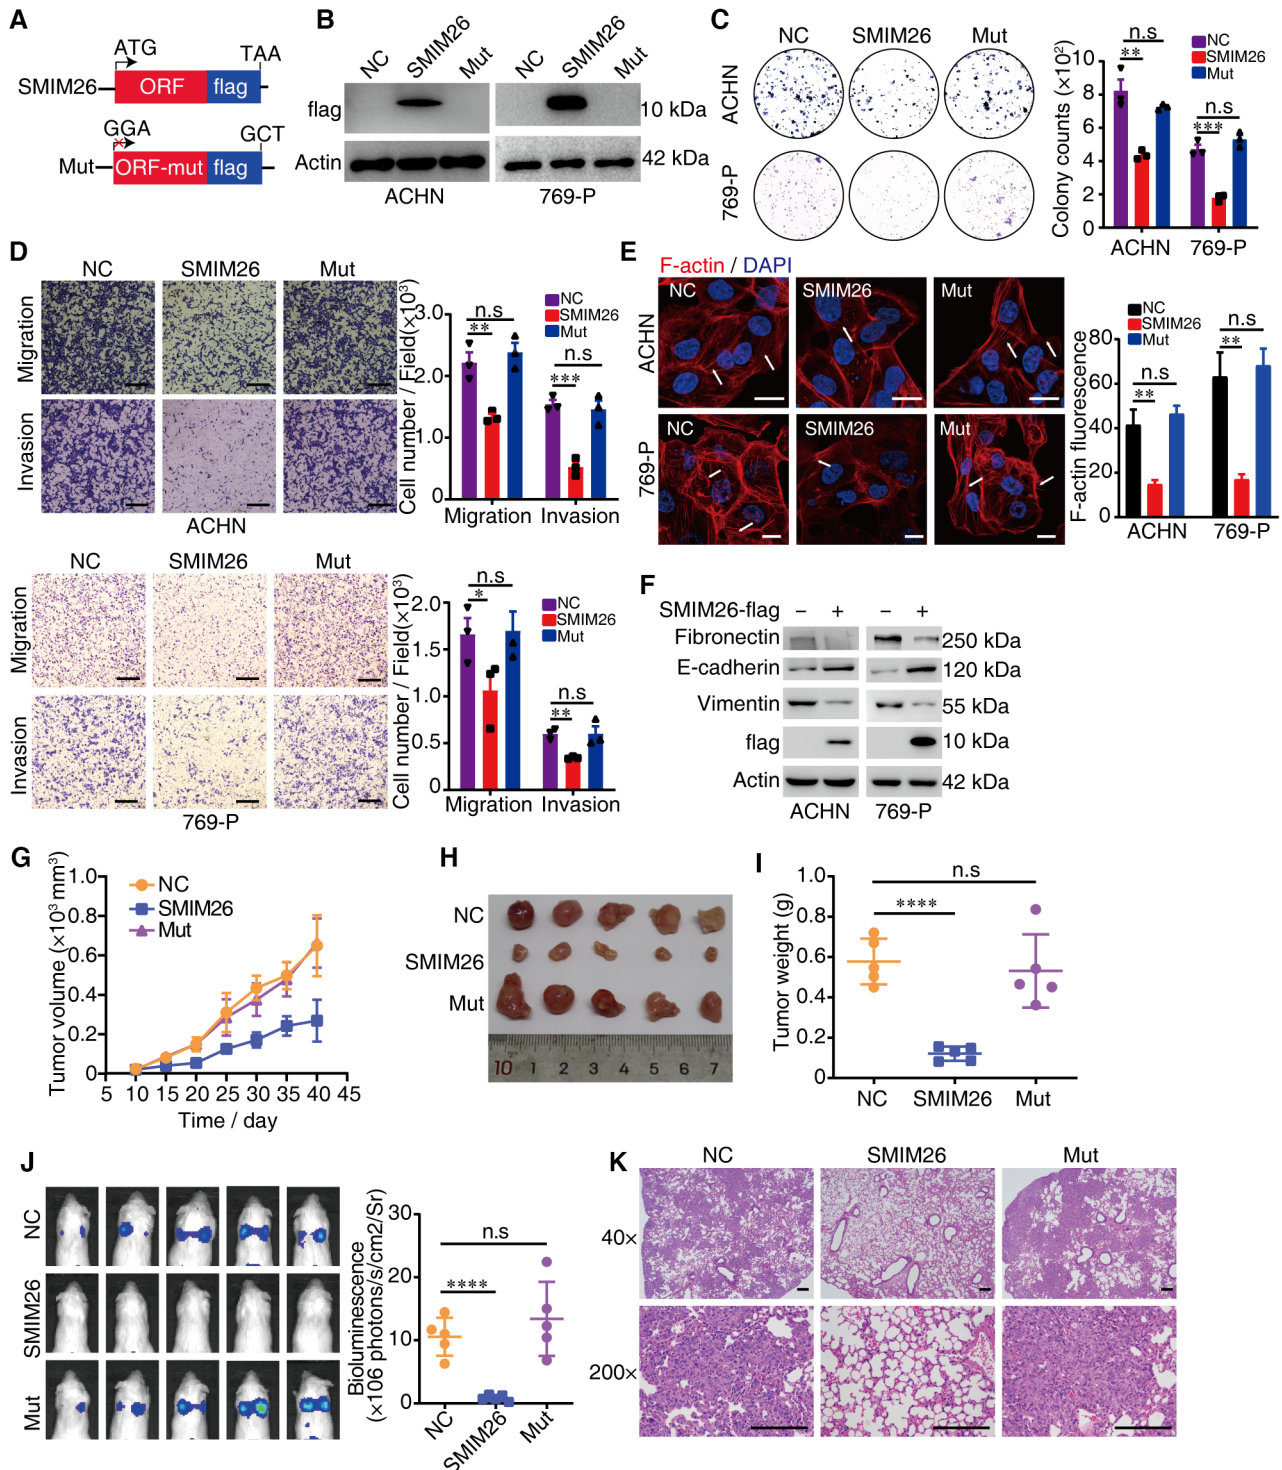 A
ATG
TAA
SMIM26
ORF
flag
GGA
GCT
Mut
ORF-mut
flag
B
NC
SMIM26
Mut
NC
SMIM26
Mut
flag
10 kDa
Actin
42 kDa
ACHN
769-P
C
NC
SMIM26
Mut
ACHN
769-P
Colony counts (×10²)
10
8
6
4
2
0
**
n.s
***
n.s
NC
SMIM26
Mut
ACHN
769-P
D
NC
SMIM26
Mut
Migration
Invasion
ACHN
Cell number / Field(×10³)
3.0
2.0
1.0
0
n.s
**
n.s
***
NC
SMIM26
Mut
Migration
Invasion
NC
SMIM26
Mut
Migration
Invasion
769-P
Cell number / Field(×10³)
2.0
1.5
1.0
0.5
0
n.s
*
n.s
**
NC
SMIM26
Mut
Migration
Invasion
E
F-actin / DAPI
NC
SMIM26
Mut
ACHN
NC
SMIM26
Mut
769-P
F-actin fluorescence
80
60
40
20
0
NC
SMIM26
Mut
n.s
**
n.s
**
ACHN
769-P
F
SMIM26-flag
−
+
−
+
Fibronectin
250 kDa
E-cadherin
120 kDa
Vimentin
55 kDa
flag
10 kDa
Actin
42 kDa
ACHN
769-P
G
Tumor volume (×10³ mm³)
1.0
0.8
0.6
0.4
0.2
0
NC
SMIM26
Mut
5 10 15 20 25 30 35 40 45
Time / day
H
NC
SMIM26
Mut
10 1 2 3 4 5 6 7
I
Tumor weight (g)
1.0
0.8
0.6
0.4
0.2
0
n.s
****
NC
SMIM26
Mut
J
NC
SMIM26
Mut
Bioluminescence
(×106 photons/s/cm2/Sr)
30
20
10
0
n.s
****
NC
SMIM26
Mut
K
NC
SMIM26
Mut
40×
200×